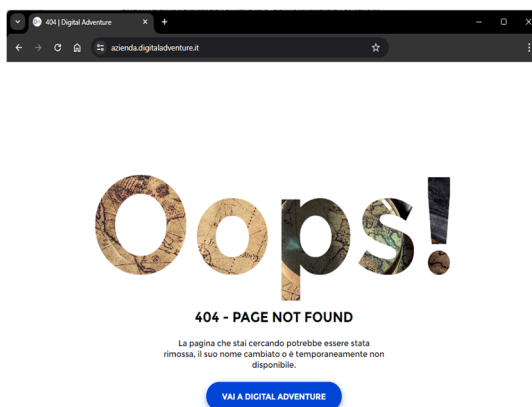 404 | Digital Adventure
azienda.digitaladventure.it
Oops!
404 - PAGE NOT FOUND
La pagina che stai cercando potrebbe essere stata
rimossa, il suo nome cambiato o è temporaneamente non
disponibile.
VAI A DIGITAL ADVENTURE